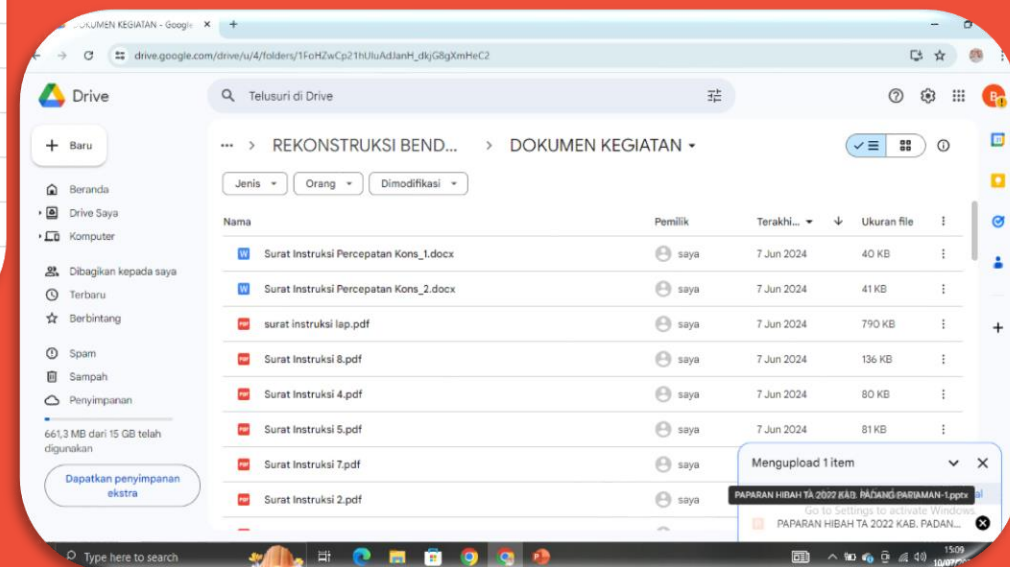 DOKUMEN KEGIATAN - Google
drive.google.com/drive/u/4/folders/1FoHZwCp21hUluAdJanH_dkjG8gXmHeC2
Drive
Telusuri di Drive
Baru
REKONSTRUKSI BEND... > DOKUMEN KEGIATAN
Jenis Orang Dimodifikasi
Beranda
Drive Saya
Komputer
Dibagikan kepada saya
Terbaru
Berbintang
Spam
Sampah
Penyimpanan
661,3 MB dari 15 GB telah
digunakan
Dapatkan penyimpanan
ekstra
Nama Pemilik Terakhi... Ukuran file
Surat Instruksi Percepatan Kons_1.docx saya 7 Jun 2024 40 KB
Surat Instruksi Percepatan Kons_2.docx saya 7 Jun 2024 41 KB
surat instruksi lap.pdf saya 7 Jun 2024 790 KB
Surat Instruksi 8.pdf saya 7 Jun 2024 136 KB
Surat Instruksi 4.pdf saya 7 Jun 2024 80 KB
Surat Instruksi 5.pdf saya 7 Jun 2024 81 KB
Surat Instruksi 7.pdf saya
Surat Instruksi 2.pdf saya
Mengupload 1 item
PAPARAN HIBAH TA 2022 KAB. PADANG PARIAMAN-1.pptx
Go to Settings to activate Windows.
PAPARAN HIBAH TA 2022 KAB. PADAN...
Type here to search
15:09